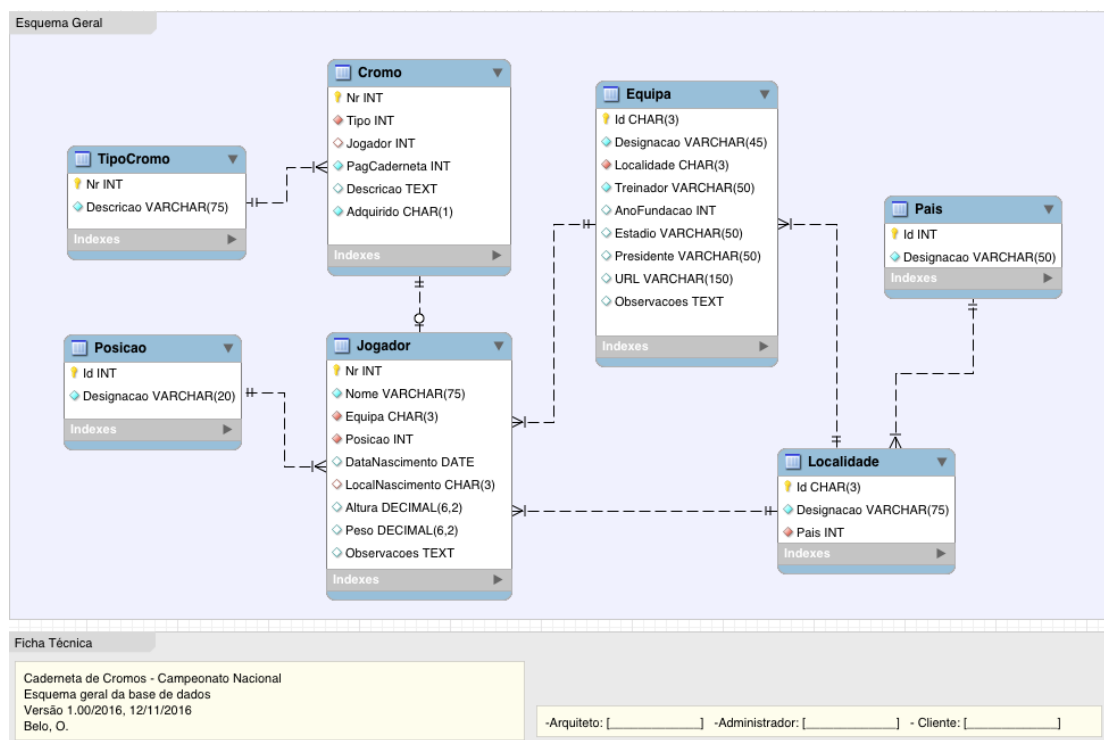 Esquema Geral
Cromo
Nr INT
Tipo INT
Jogador INT
PagCaderneta INT
Descricao TEXT
Adquirido CHAR(1)
Indexes
Equipa
Id CHAR(3)
Designacao VARCHAR(45)
Localidade CHAR(3)
Treinador VARCHAR(50)
AnoFundacao INT
Estadio VARCHAR(50)
Presidente VARCHAR(50)
URL VARCHAR(150)
Observacoes TEXT
Indexes
TipoCromo
Nr INT
Descricao VARCHAR(75)
Indexes
Pais
Id INT
Designacao VARCHAR(50)
Indexes
Posicao
Id INT
Designacao VARCHAR(20)
Indexes
Jogador
Nr INT
Nome VARCHAR(75)
Equipa CHAR(3)
Posicao INT
DataNascimento DATE
LocalNascimento CHAR(3)
Altura DECIMAL(6,2)
Peso DECIMAL(6,2)
Observacoes TEXT
Indexes
Localidade
Id CHAR(3)
Designacao VARCHAR(75)
Pais INT
Indexes
Ficha Técnica
Caderneta de Cromos - Campeonato Nacional
Esquema geral da base de dados
Versão 1.00/2016, 12/11/2016
Belo, O.
-Arquiteto: [_____________] -Administrador: [_____________] - Cliente: [_____________]